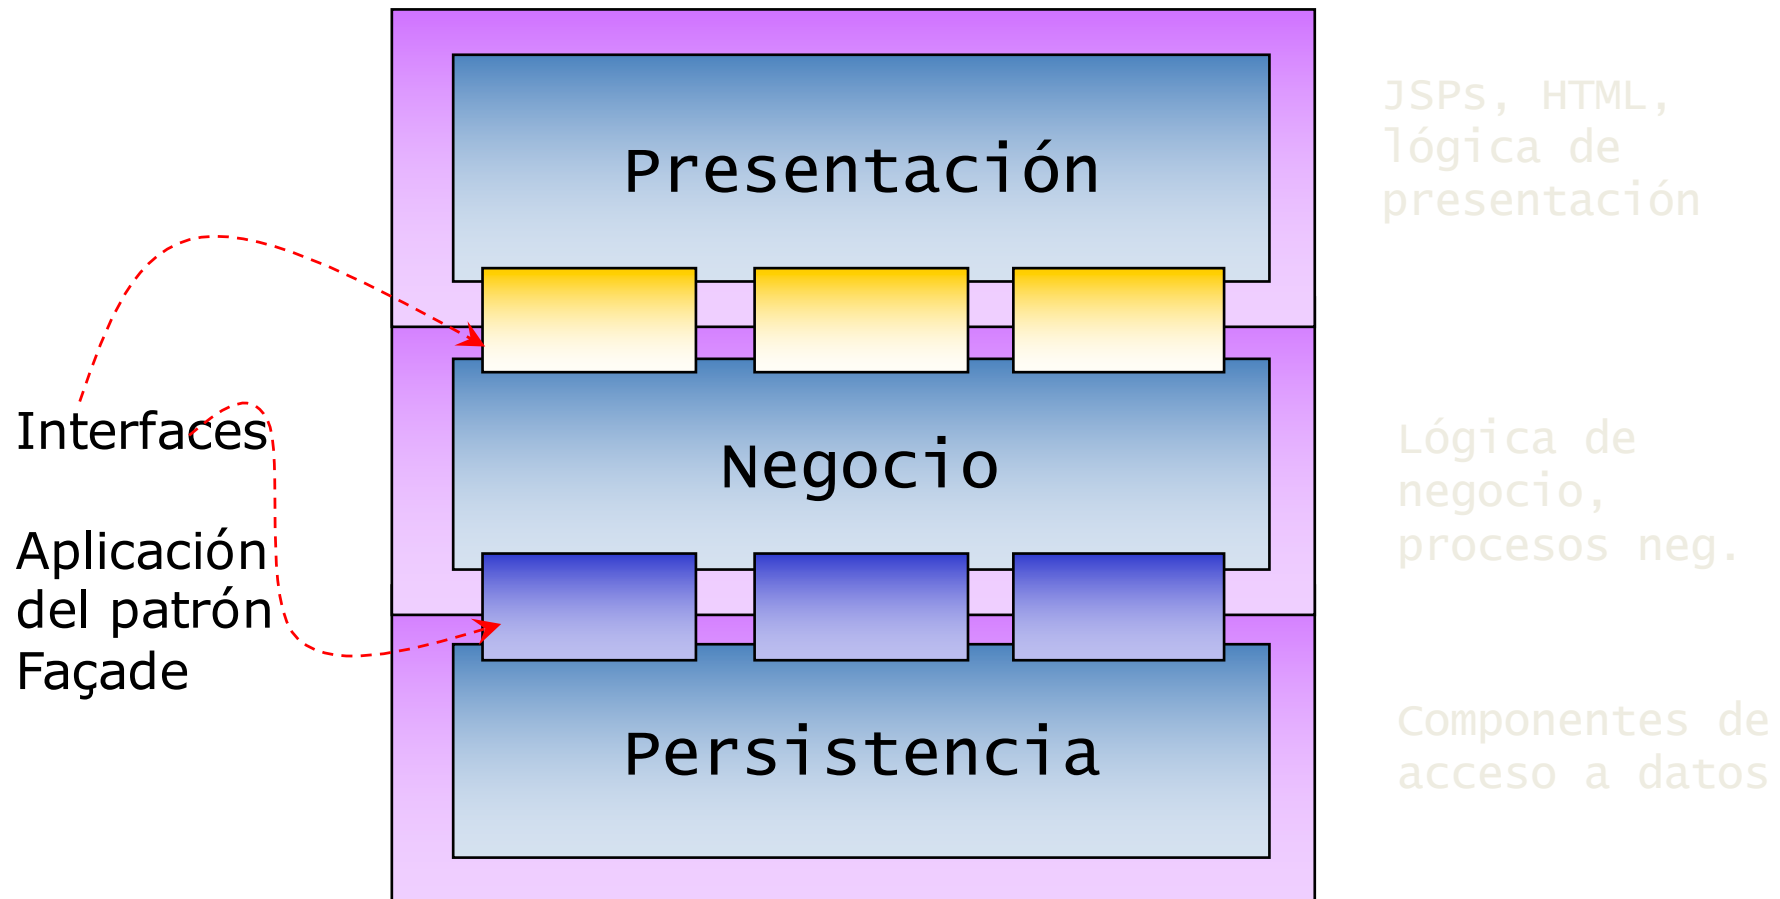 Presentación
JSPs, HTML,
lógica de
presentación
Interfaces
Negocio
Lógica de
negocio,
procesos neg.
Aplicación
del patrón
Façade
Persistencia
Componentes de
acceso a datos